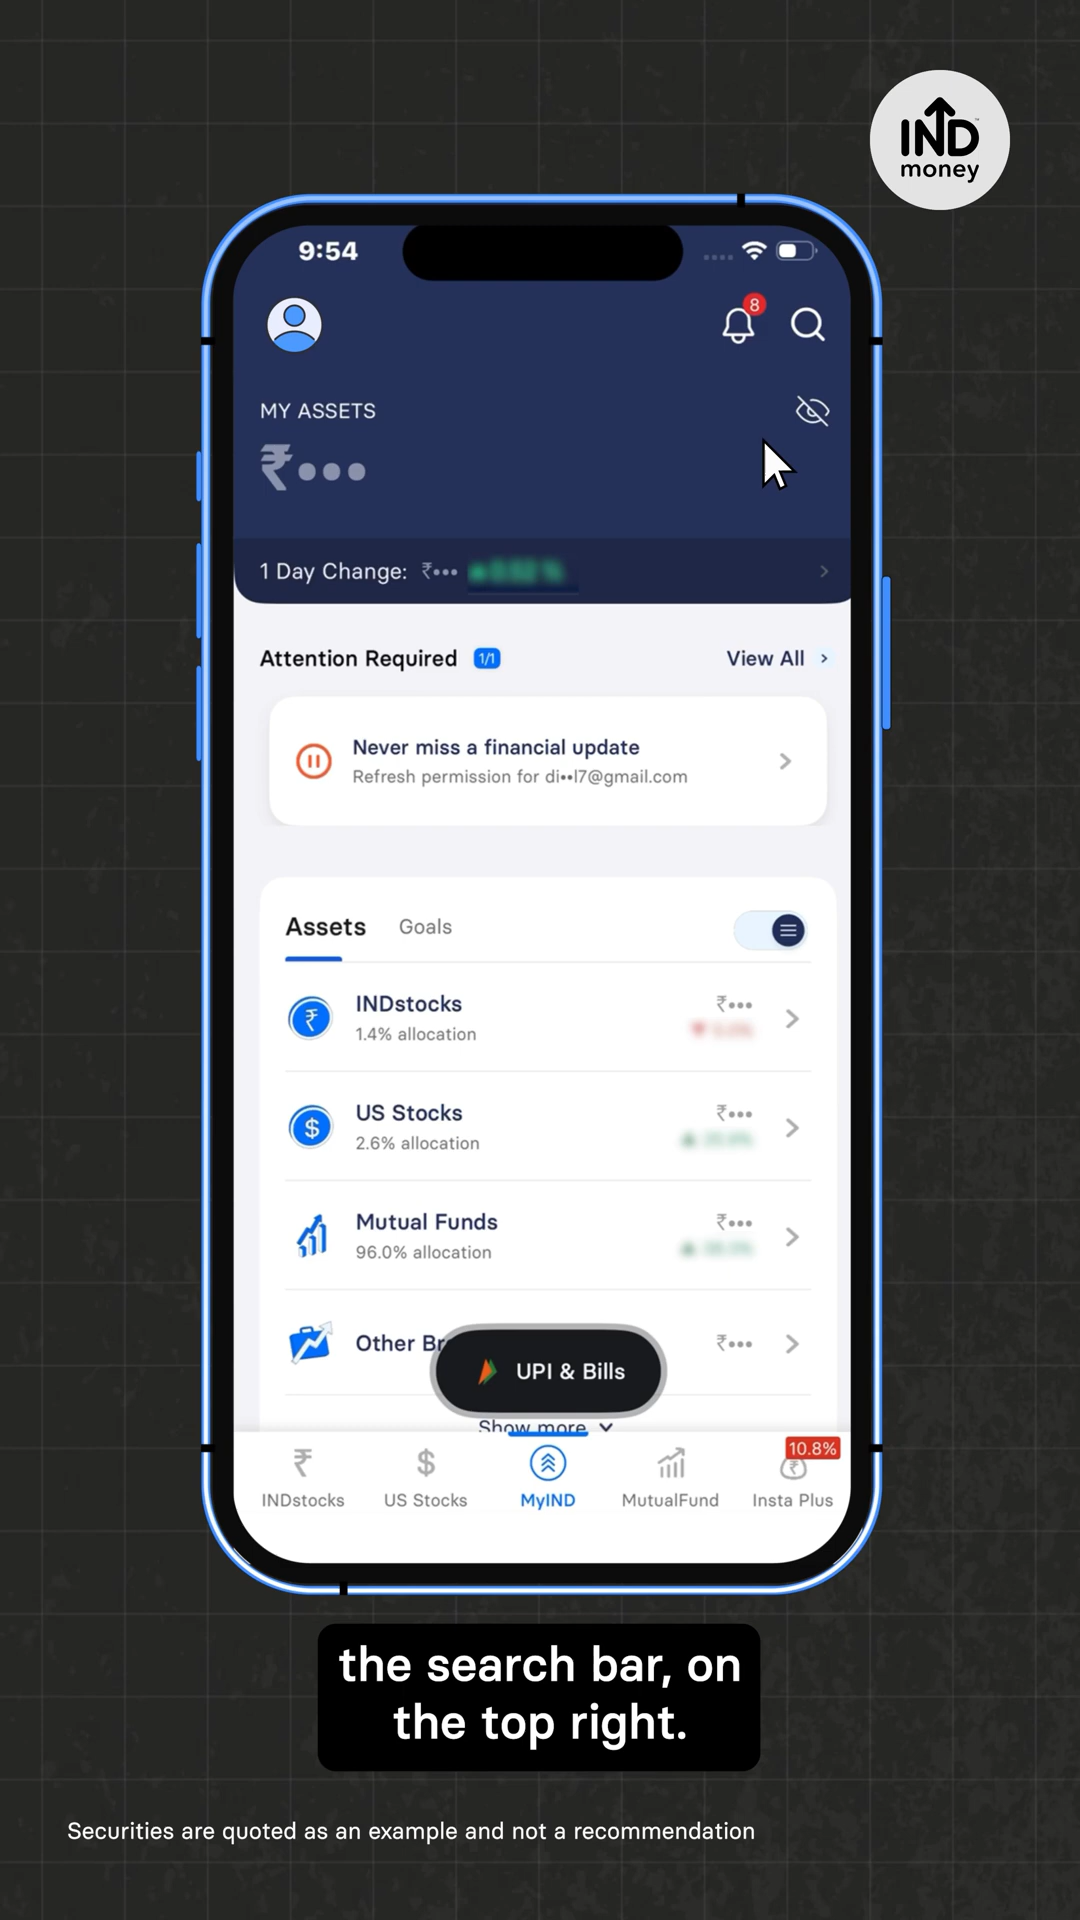 IND
money
9:54
8
MY ASSETS
₹•••
1 Day Change: ₹•••
Attention Required 1/1 View All
Never miss a financial update
Refresh permission for di••l7@gmail.com
Assets Goals
INDstocks ₹•••
1.4% allocation
US Stocks ₹•••
2.6% allocation
Mutual Funds ₹•••
96.0% allocation
Other Br ₹•••
UPI & Bills
Show more
10.8%
INDstocks US Stocks MyIND MutualFund Insta Plus
the search bar, on
the top right.
Securities are quoted as an example and not a recommendation